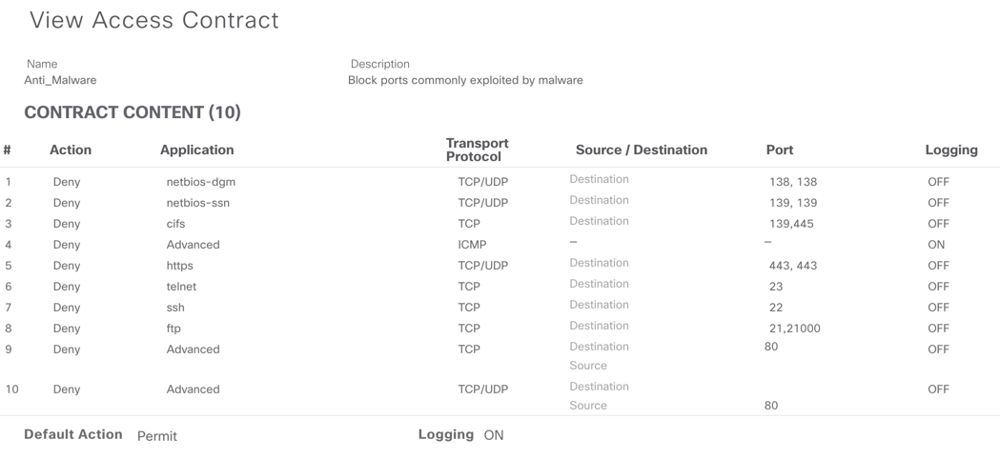 View Access Contract
Name Description
Anti_Malware Block ports commonly exploited by malware
CONTRACT CONTENT (10)
# Action Application Transport Protocol Source / Destination Port Logging
1 Deny netbios-dgm TCP/UDP Destination 138, 138 OFF
2 Deny netbios-ssn TCP/UDP Destination 139, 139 OFF
3 Deny cifs TCP Destination 139,445 OFF
4 Deny Advanced ICMP – – ON
5 Deny https TCP/UDP Destination 443, 443 OFF
6 Deny telnet TCP Destination 23 OFF
7 Deny ssh TCP Destination 22 OFF
8 Deny ftp TCP Destination 21,21000 OFF
9 Deny Advanced TCP Destination 80 OFF
Source
10 Deny Advanced TCP/UDP Destination OFF
Source 80
Default Action Permit Logging ON